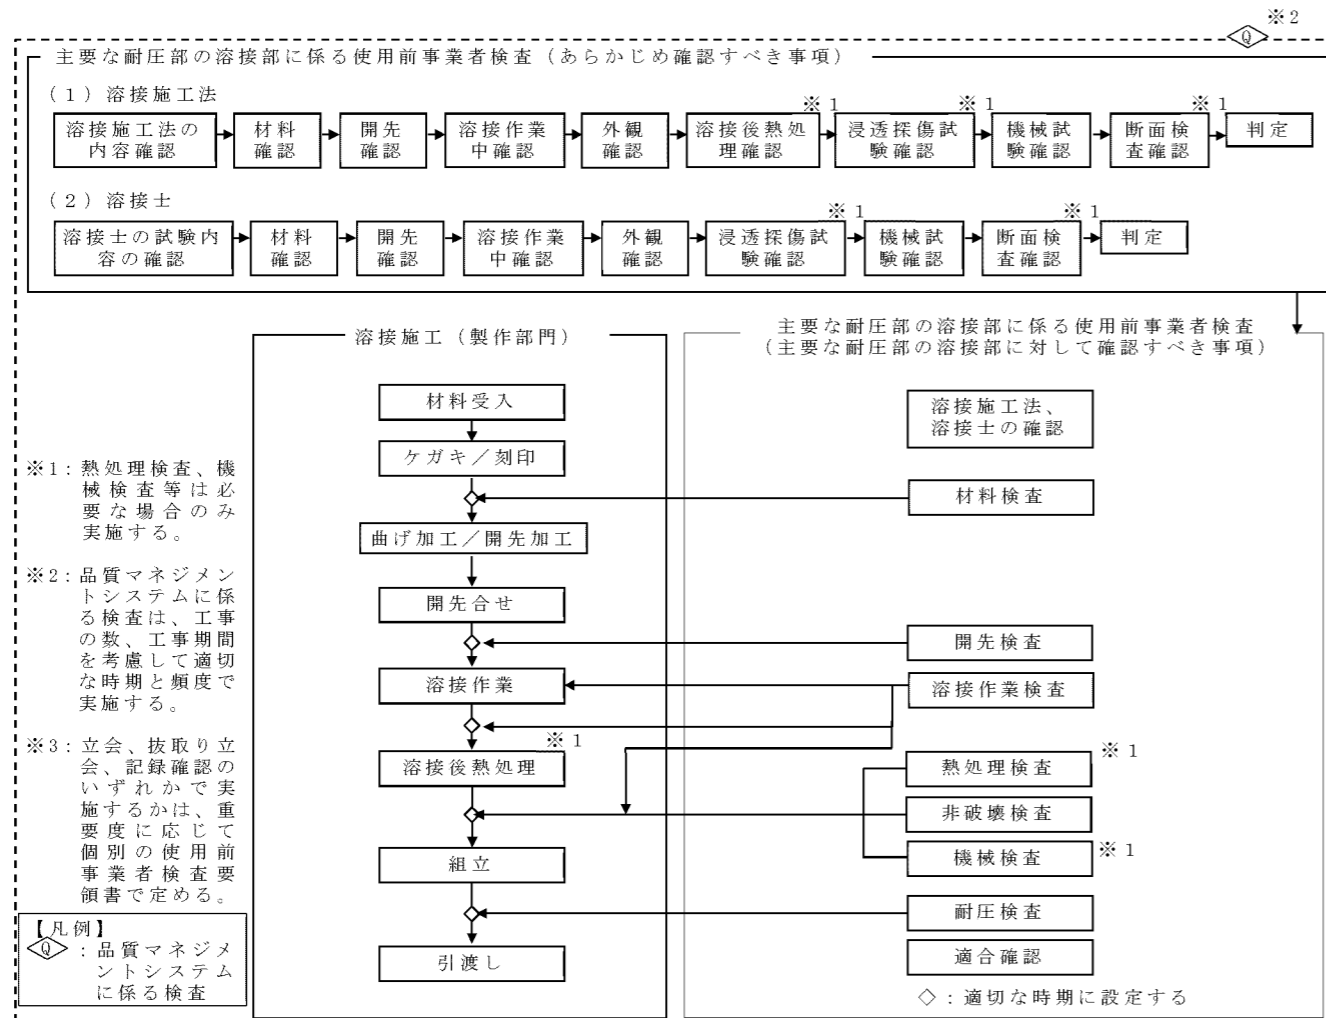 ※2
Q
主要な耐圧部の溶接部に係る使用前事業者検査(あらかじめ確認すべき事項)
(1)溶接施工法
※1
※1
※1
溶接施工法の
内容確認
材料
確認
開先
確認
溶接作業
中確認
外観
確認
溶接後熱処
理確認
浸透探傷試
験確認
機械試
験確認
断面検
査確認
判定
(2)溶接士
※1
※1
溶接士の試験内
容の確認
材料
確認
開先
確認
溶接作業
中確認
外観
確認
浸透探傷試
験確認
機械試
験確認
断面検
査確認
判定
溶接施工(製作部門)
材料受入
ケガキ/刻印
曲げ加工/開先加工
開先合せ
溶接作業
※1
溶接後熱処理
組立
引渡し
主要な耐圧部の溶接部に係る使用前事業者検査
(主要な耐圧部の溶接部に対して確認すべき事項)
溶接施工法、
溶接士の確認
材料検査
開先検査
溶接作業検査
熱処理検査
※1
非破壊検査
機械検査
※1
耐圧検査
適合確認
◇:適切な時期に設定する
※1:熱処理検査、機
械検査等は必
要な場合のみ
実施する。
※2:品質マネジメン
トシステムに係
る検査は、工事
の数、工事期間
を考慮して適切
な時期と頻度で
実施する。
※3:立会、抜取り立
会、記録確認の
いずれかで実
施するかは、重
要度に応じて
個別の使用前
事業者検査要
領書で定める。
【凡例】
Q:品質マネジメ
ントシステム
に係る検査